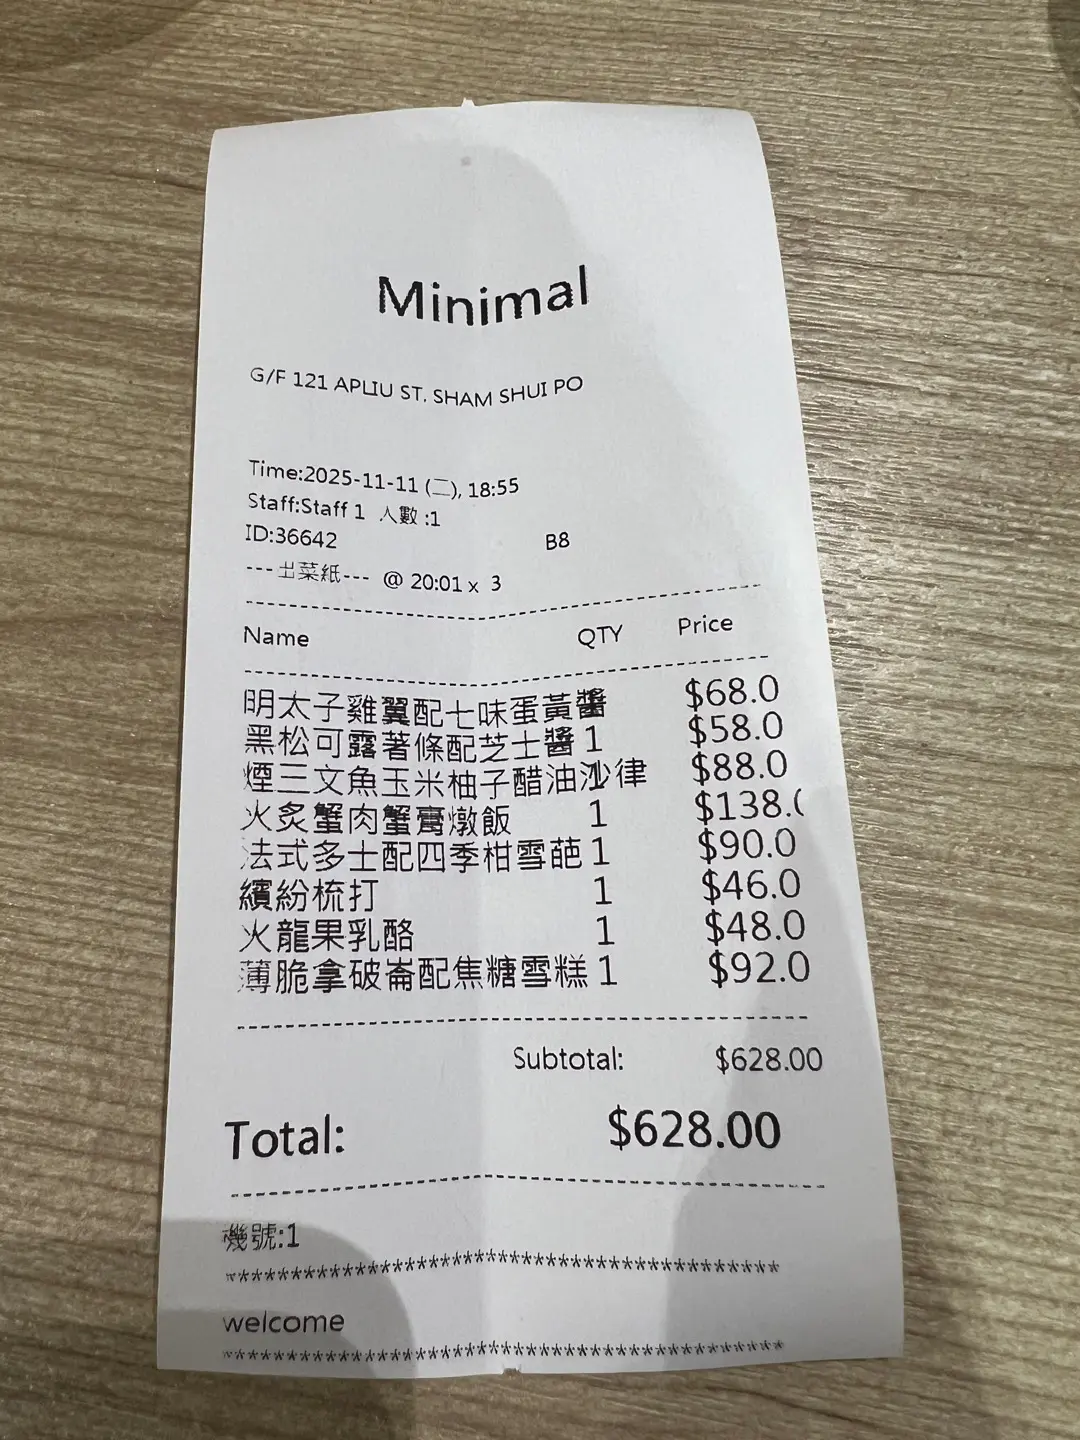 Minimal
G/F 121 APLIU ST. SHAM SHUI PO
Time:2025-11-11 (二), 18:55
Staff:Staff 1 人數:1
ID:36642 B8
---出菜紙--- @ 20:01 x 3
Name QTY Price
明太子雞翼配七味蛋黃醬 1 $68.0
黑松可露著條配芝士醬 1 $58.0
煙三文魚玉米柚子醋油沙律 1 $88.0
火炙蟹肉蟹膏燉飯 1 $138.(
法式多士配四季柑雪葩 1 $90.0
繽紛梳打 1 $46.0
火龍果乳酪 1 $48.0
薄脆拿破崙配焦糖雪糕 1 $92.0
Subtotal: $628.00
Total: $628.00
機號:1
******************************************
welcome
******************************************